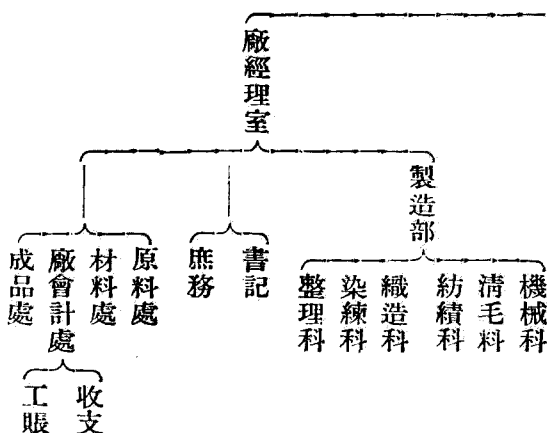 廠經理室
製造部
機械科
清毛料
紡績科
織造科
染練科
整理科
書記
庶務
原料處
材料處
廠會計處
成品處
收支
工賬